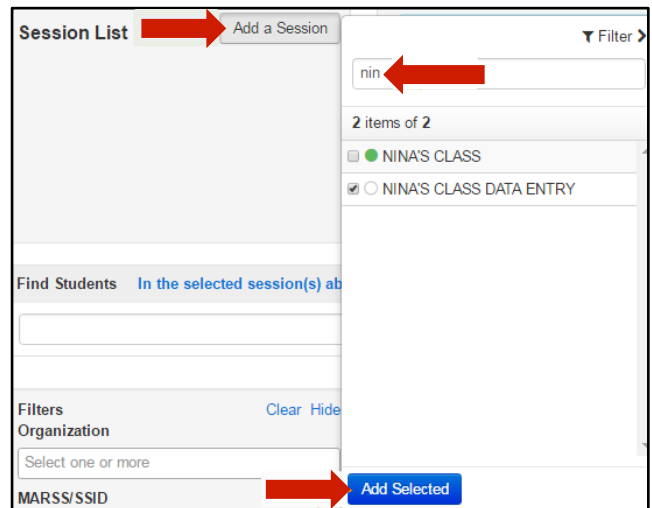 Session List
Add a Session
Filter
nin
2 items of 2
NINA'S CLASS
NINA'S CLASS DATA ENTRY
Find Students In the selected session(s) ab
Filters
Clear Hide
Organization
Select one or more
MARSS/SSID
Add Selected